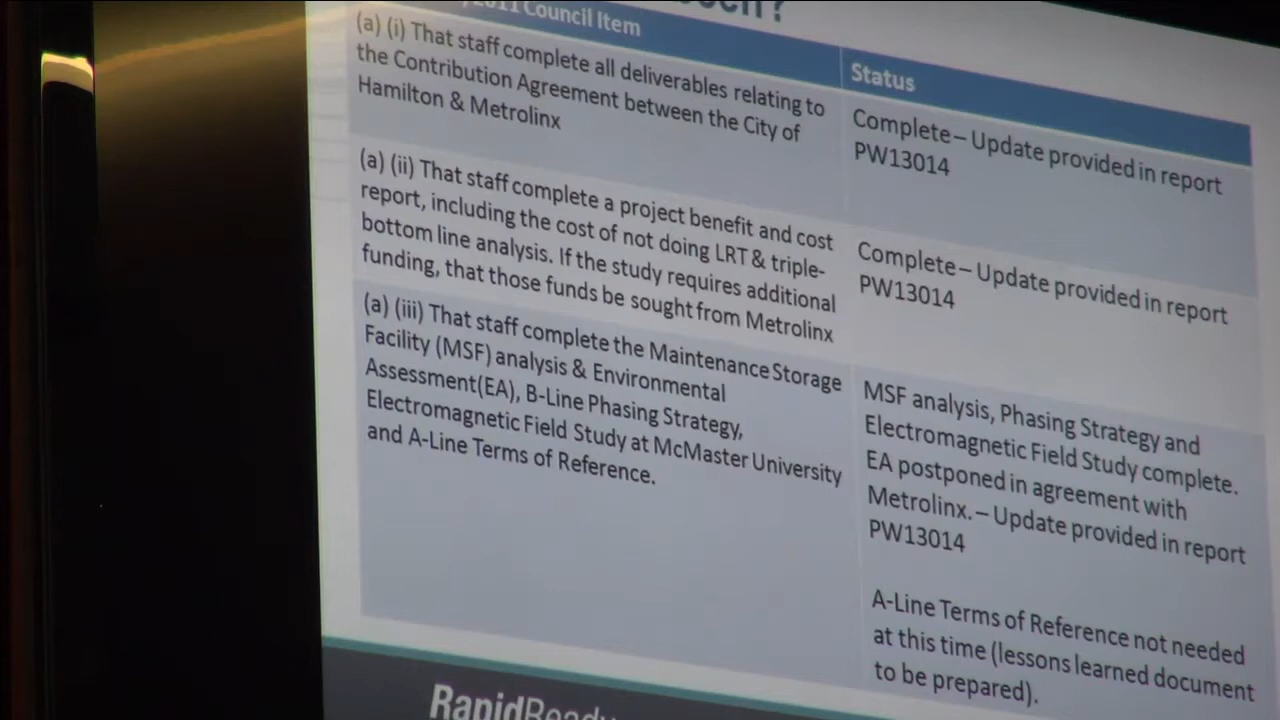 2011 Council Item
Status
(a) (i) That staff complete all deliverables relating to
the Contribution Agreement between the City of
Hamilton & Metrolinx
Complete – Update provided in report
PW13014
(a) (ii) That staff complete a project benefit and cost
report, including the cost of not doing LRT & triple-
bottom line analysis. If the study requires additional
funding, that those funds be sought from Metrolinx
Complete – Update provided in report
PW13014
(a) (iii) That staff complete the Maintenance Storage
Facility (MSF) analysis & Environmental
Assessment(EA), B-Line Phasing Strategy,
Electromagnetic Field Study at McMaster University
and A-Line Terms of Reference.
MSF analysis, Phasing Strategy and
Electromagnetic Field Study complete.
EA postponed in agreement with
Metrolinx. – Update provided in report
PW13014
A-Line Terms of Reference not needed
at this time (lessons learned document
to be prepared).
RapidReady